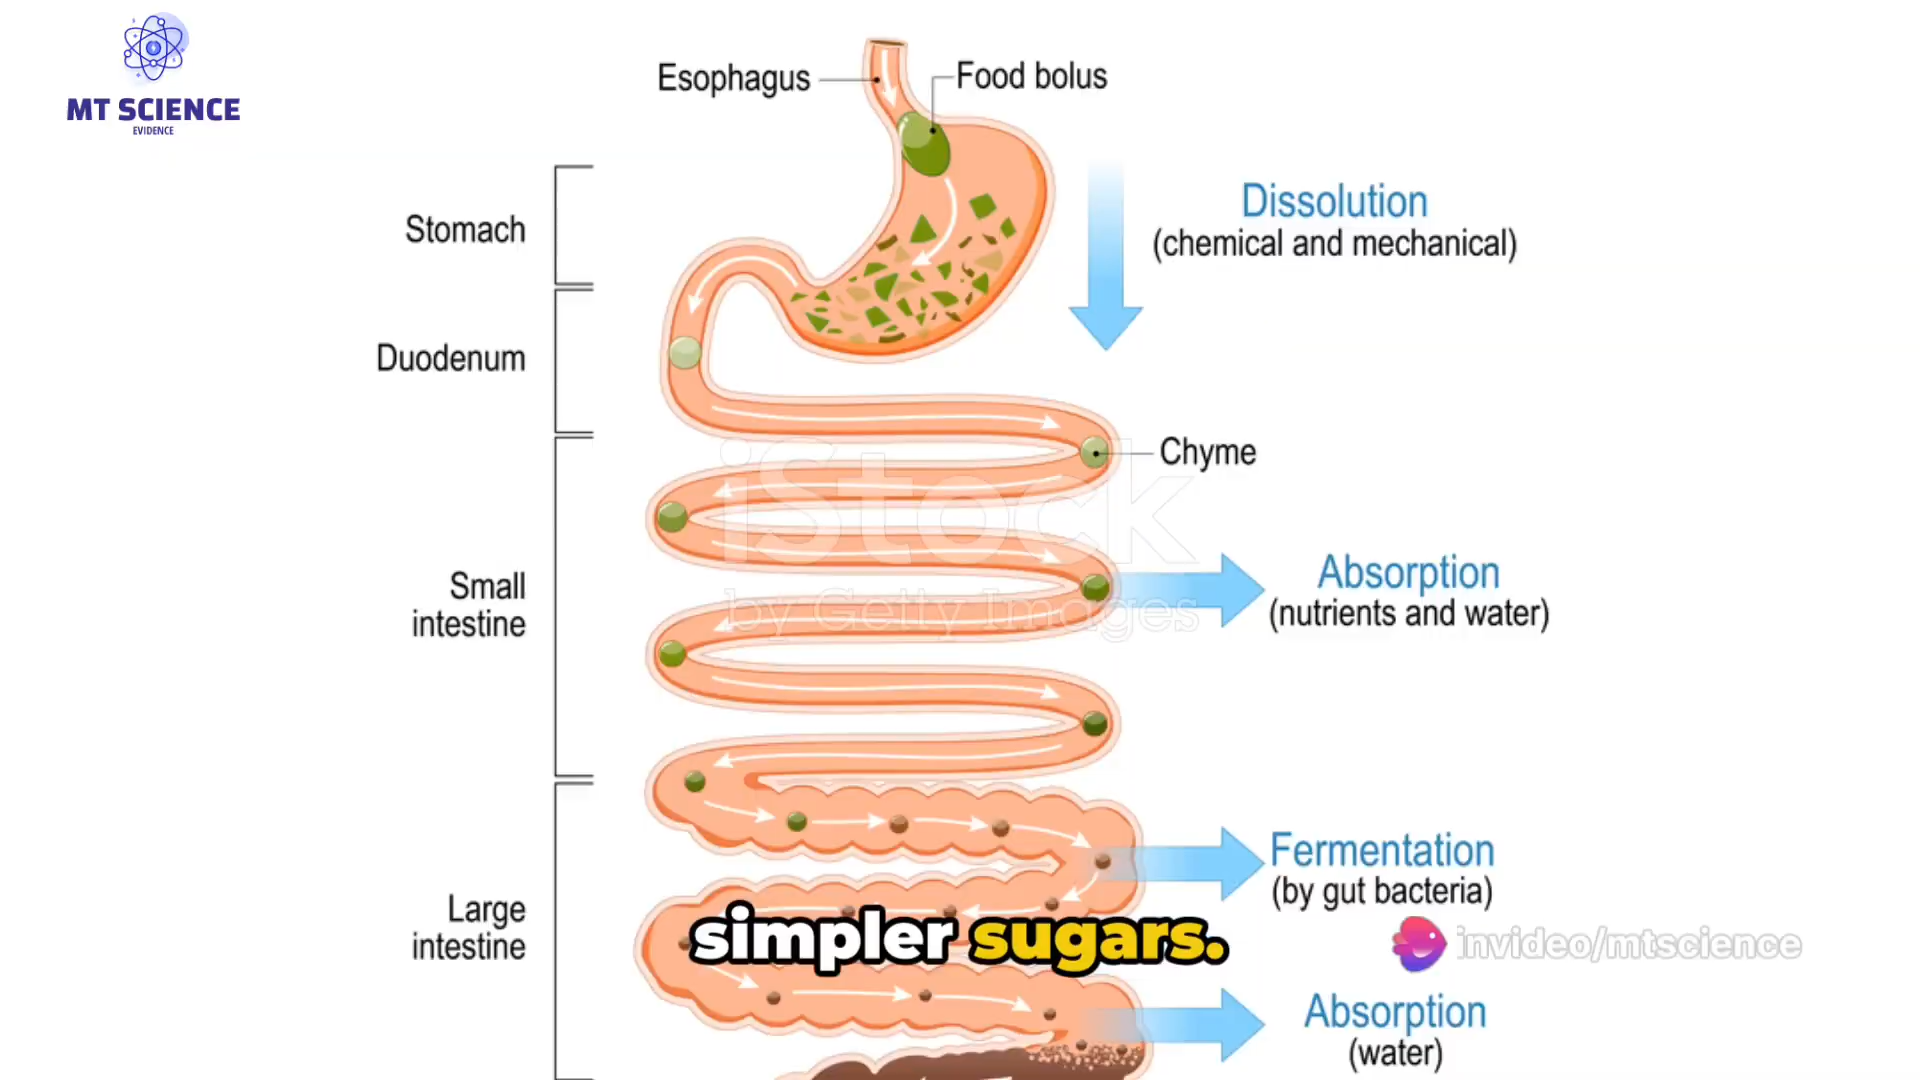 MT SCIENCE
EVIDENCE
Esophagus
Food bolus
Stomach
Dissolution
(chemical and mechanical)
Duodenum
Chyme
iStock
by Getty Images
Small
intestine
Absorption
(nutrients and water)
Fermentation
(by gut bacteria)
Large
intestine
simpler sugars.
invideo/mtscience
Absorption
(water)